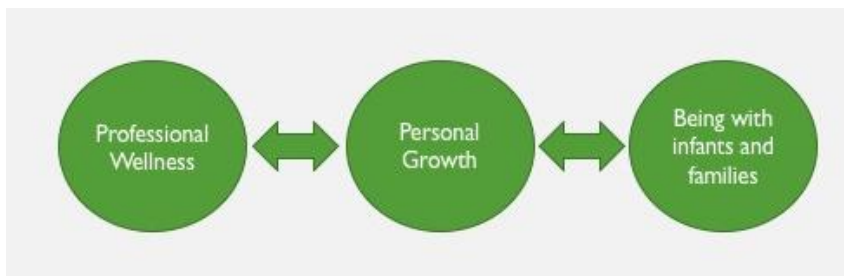 Professional
Wellness
Personal
Growth
Being with
infants and
families